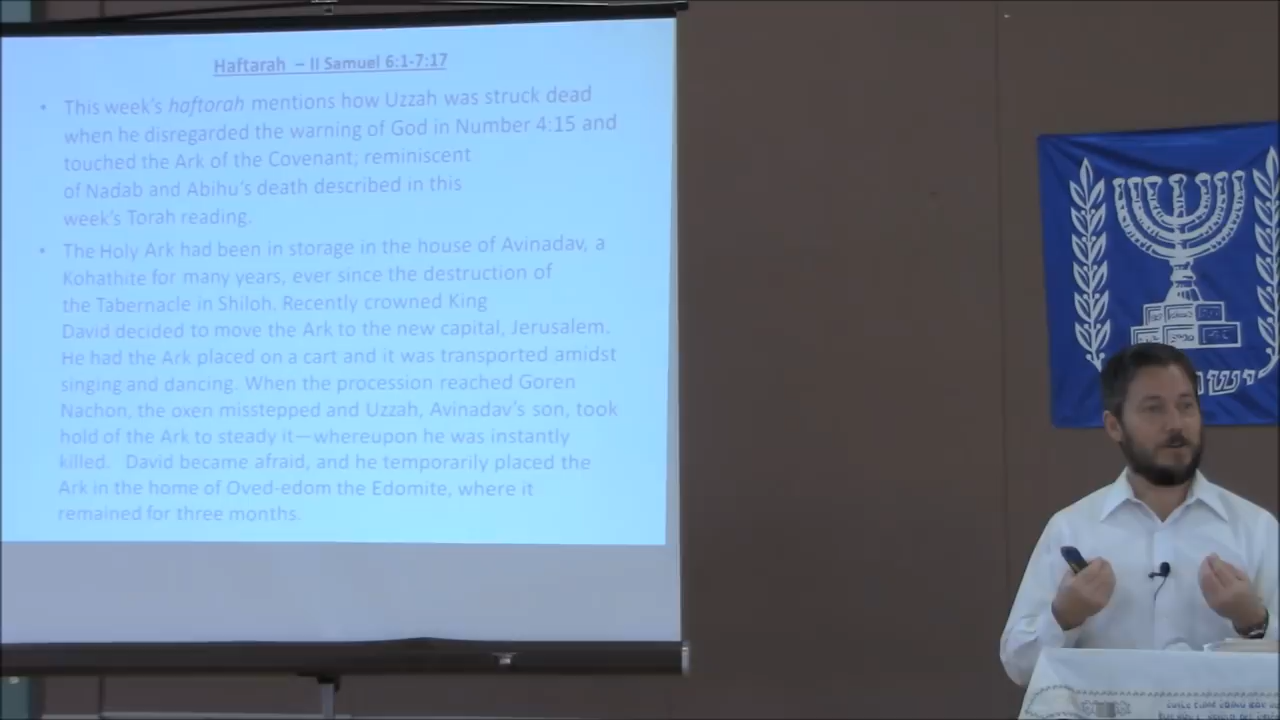 Haftarah – II Samuel 6:1-7:17
• This week's haftorah mentions how Uzzah was struck dead
when he disregarded the warning of God in Number 4:15 and
touched the Ark of the Covenant; reminiscent
of Nadab and Abihu's death described in this
week's Torah reading.
• The Holy Ark had been in storage in the house of Avinadav, a
Kohathite for many years, ever since the destruction of
the Tabernacle in Shiloh. Recently crowned King
David decided to move the Ark to the new capital, Jerusalem.
He had the Ark placed on a cart and it was transported amidst
singing and dancing. When the procession reached Goren
Nachon, the oxen misstepped and Uzzah, Avinadav's son, took
hold of the Ark to steady it—whereupon he was instantly
killed. David became afraid, and he temporarily placed the
Ark in the home of Oved-edom the Edomite, where it
remained for three months.